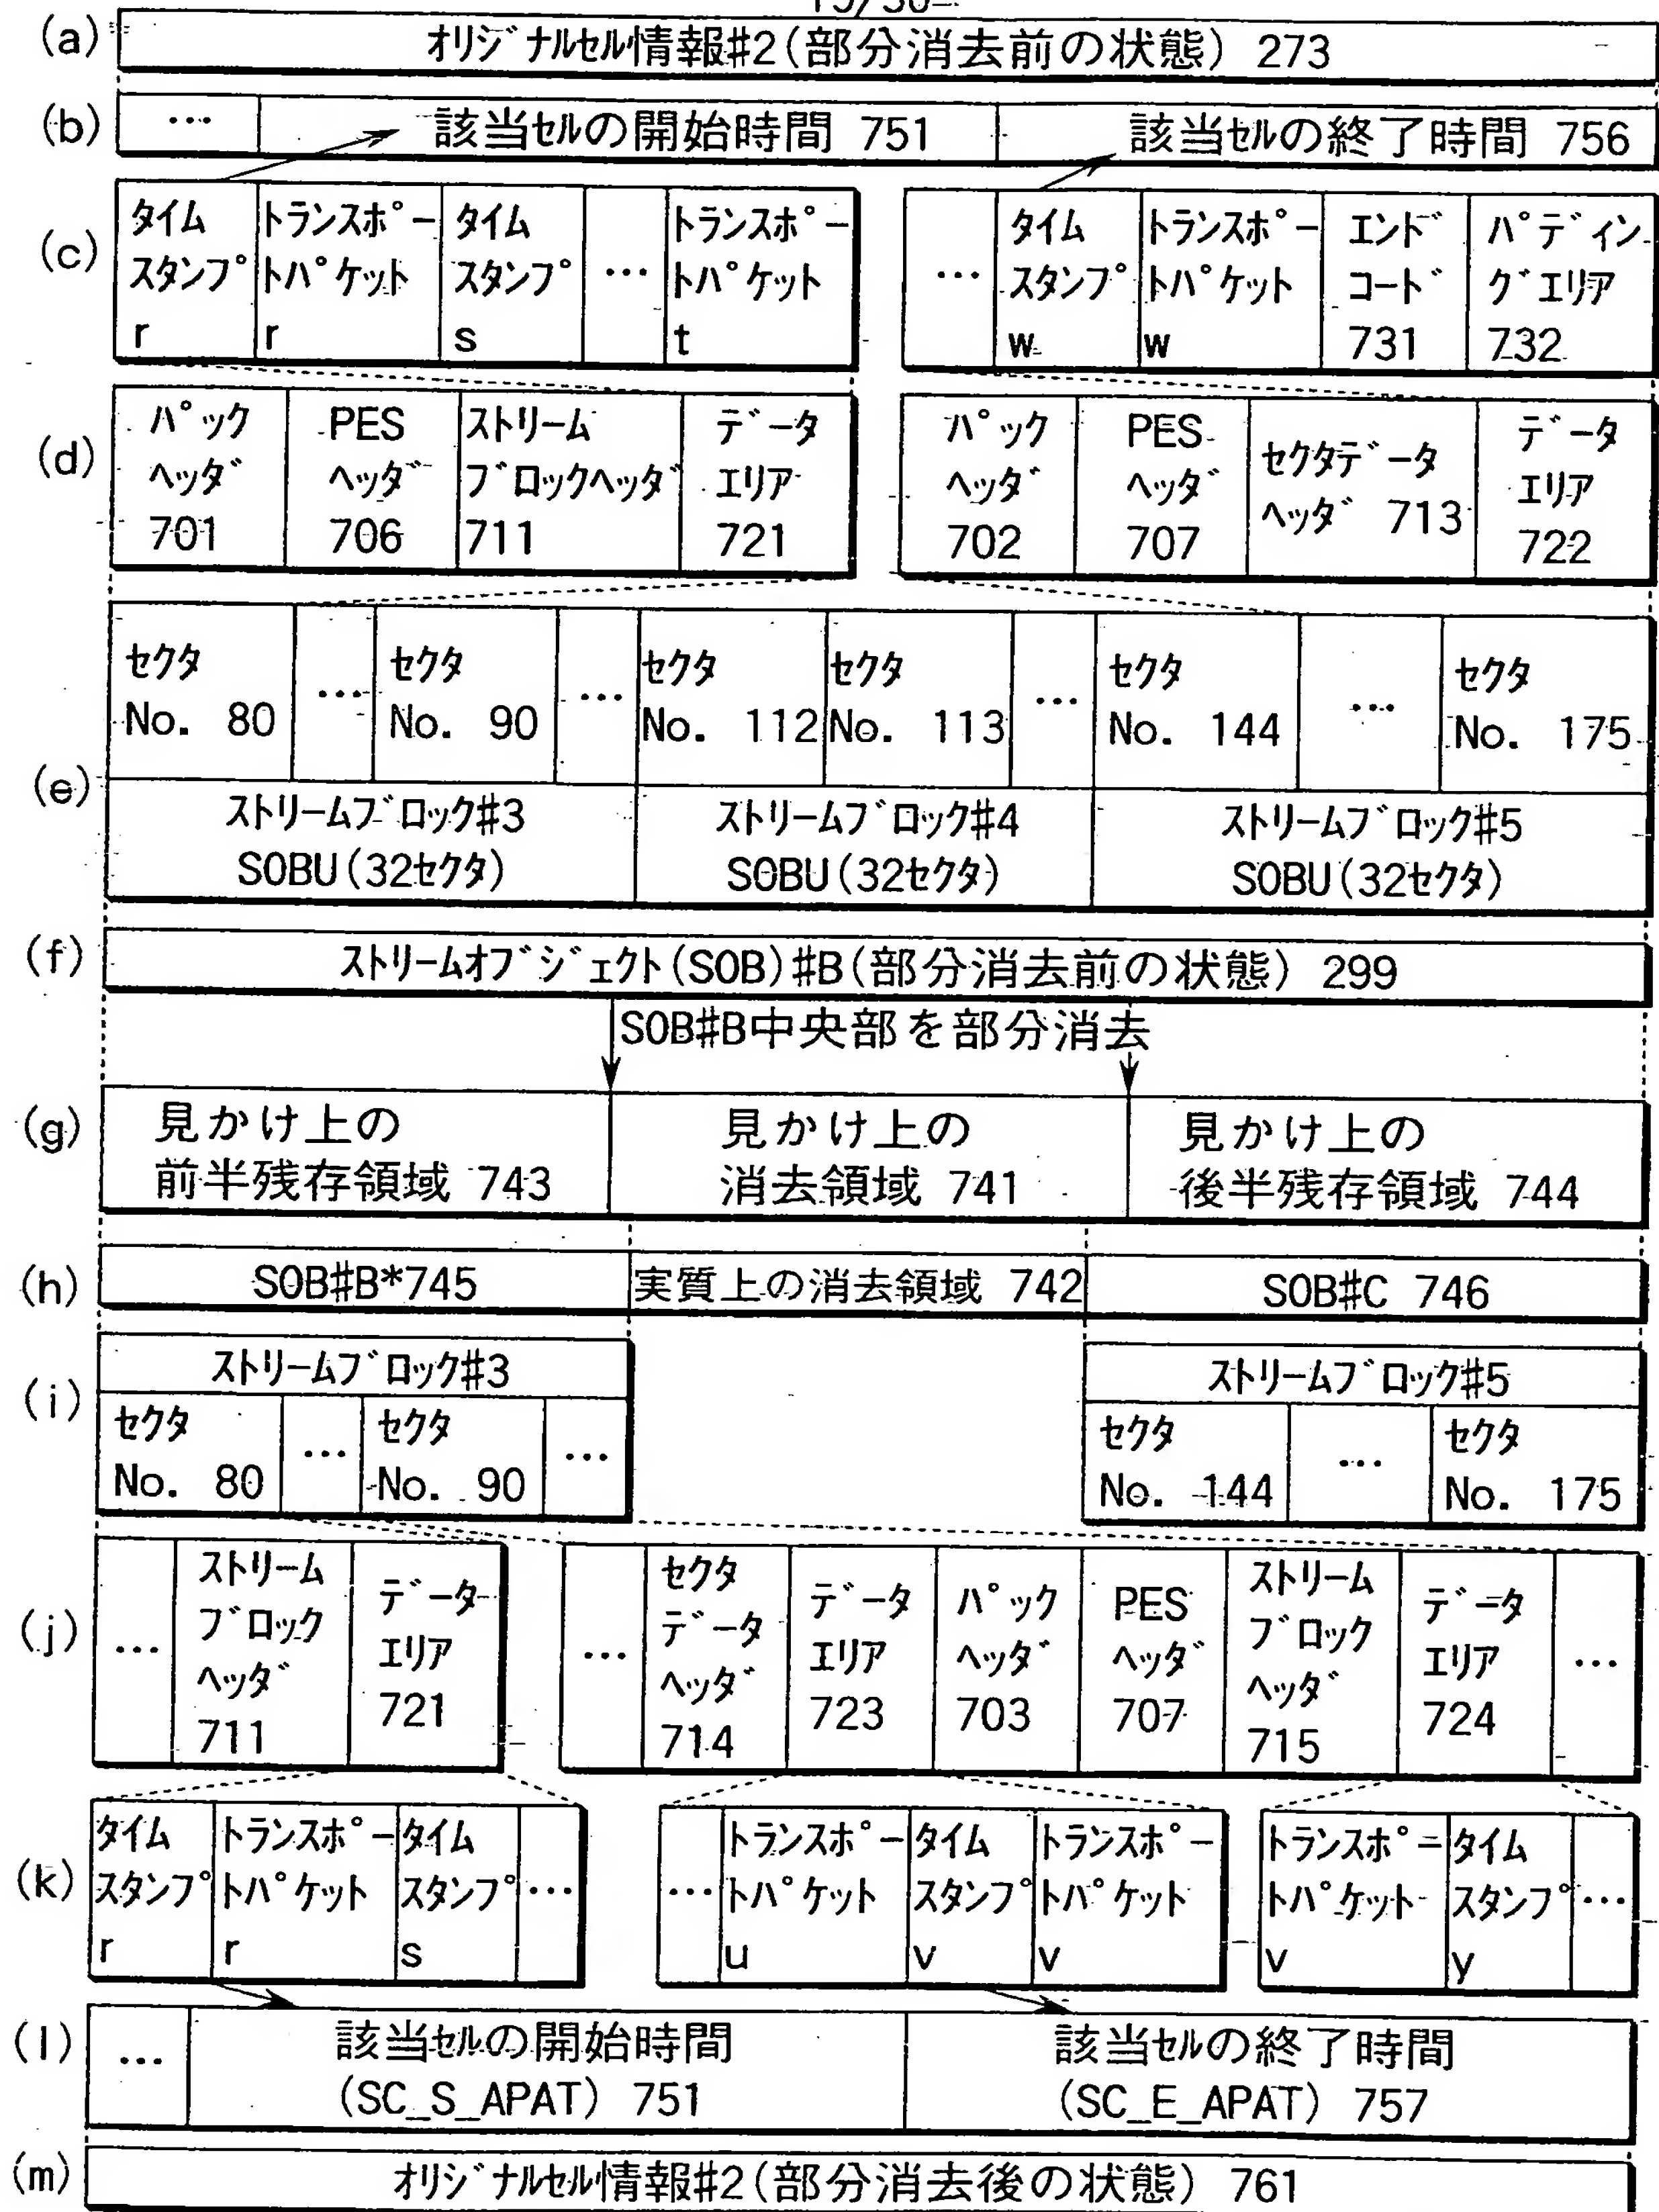 15/30
(a)
オリジナルセル情報#2(部分消去前の状態) 273
(b)
… 該当セルの開始時間 751 該当セルの終了時間 756
(c)
タイム トランスポー タイム トランスポー タイム トランスポー エンド パディン
スタンプ トパケット スタンプ … トパケット … スタンプ トパケット コード グエリア
r r s t w w 731 732
(d)
パック PES ストリーム データ パック PES セクタデータ データ
ヘッダ ヘッダ ブロックヘッダ エリア ヘッダ ヘッダ ヘッダ 713 エリア
701 706 711 721 702 707 722
セクタ … セクタ … セクタ セクタ … セクタ … セクタ
No. 80 No. 90 No. 112 No. 113 No. 144 No. 175
(e)
ストリームブロック#3 ストリームブロック#4 ストリームブロック#5
SOBU(32セクタ) SOBU(32セクタ) SOBU(32セクタ)
(f)
ストリームオブジェクト(SOB)#B(部分消去前の状態) 299
SOB#B中央部を部分消去
(g)
見かけ上の 見かけ上の 見かけ上の
前半残存領域 743 消去領域 741 後半残存領域 744
(h)
SOB#B*745 実質上の消去領域 742 SOB#C 746
(i)
ストリームブロック#3 ストリームブロック#5
セクタ … セクタ … セクタ … セクタ
No. 80 No. 90 No. 144 No. 175
(j)
… ストリーム データ … セクタ データ パック PES ストリーム データ …
ブロック エリア データ エリア ヘッダ ヘッダ ブロック エリア
ヘッダ 721 ヘッダ 723 703 707 ヘッダ 724
711 714 715
(k)
タイム トランスポー タイム トランスポー タイム トランスポー トランスポー タイム
スタンプ トパケット スタンプ … … トパケット スタンプ トパケット トパケット スタンプ …
r r s u v v v y
(l)
… 該当セルの開始時間 該当セルの終了時間
(SC_S_APAT) 751 (SC_E_APAT) 757
(m)
オリジナルセル情報#2(部分消去後の状態) 761